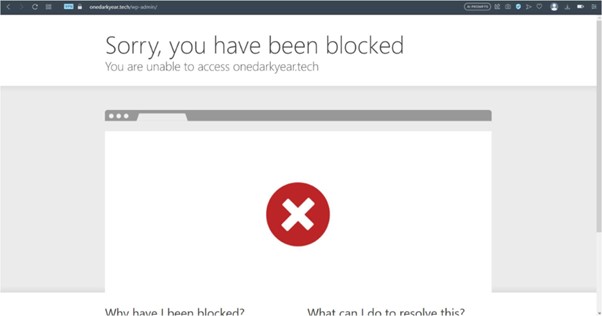 onedarkyear.tech/wp-admin/
Sorry, you have been blocked
You are unable to access onedarkyear.tech
Why have I been blocked?
What can I do to resolve this?